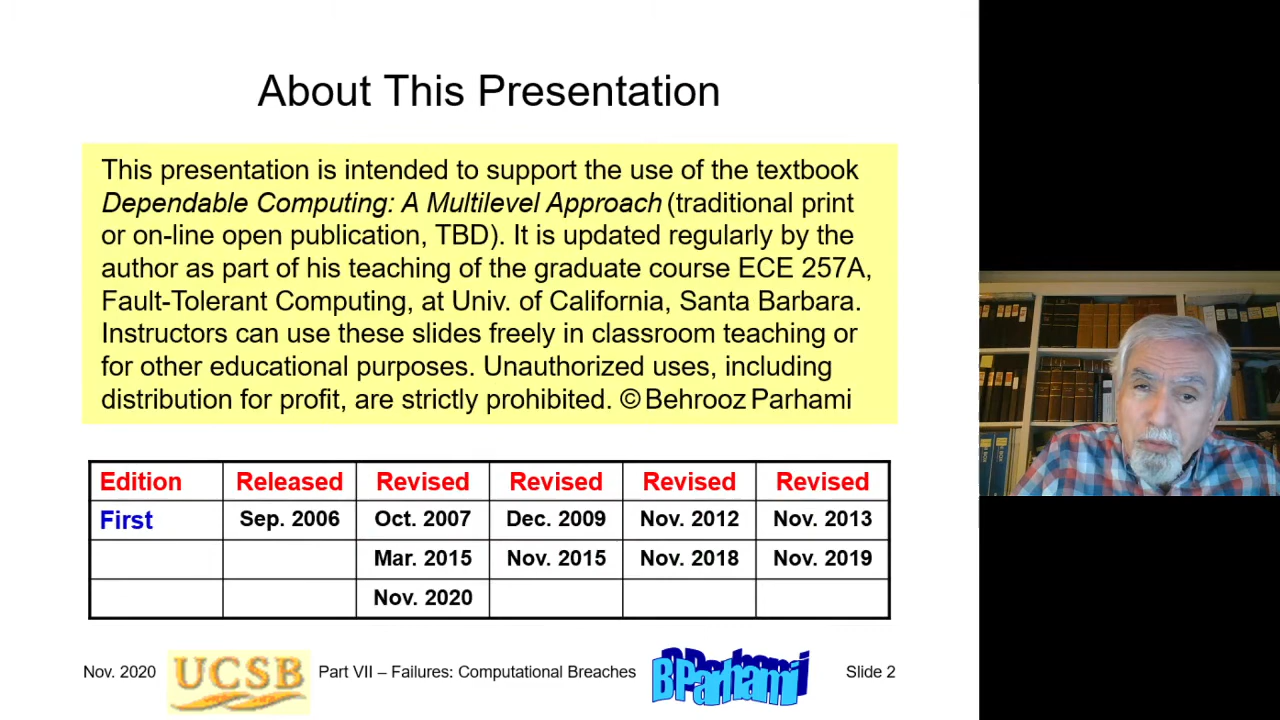 About This Presentation
This presentation is intended to support the use of the textbook
Dependable Computing: A Multilevel Approach (traditional print
or on-line open publication, TBD). It is updated regularly by the
author as part of his teaching of the graduate course ECE 257A,
Fault-Tolerant Computing, at Univ. of California, Santa Barbara.
Instructors can use these slides freely in classroom teaching or
for other educational purposes. Unauthorized uses, including
distribution for profit, are strictly prohibited. © Behrooz Parhami
Edition Released Revised Revised Revised Revised
First Sep. 2006 Oct. 2007 Dec. 2009 Nov. 2012 Nov. 2013
Mar. 2015 Nov. 2015 Nov. 2018 Nov. 2019
Nov. 2020
Nov. 2020 UCSB Part VII – Failures: Computational Breaches B Parhami Slide 2